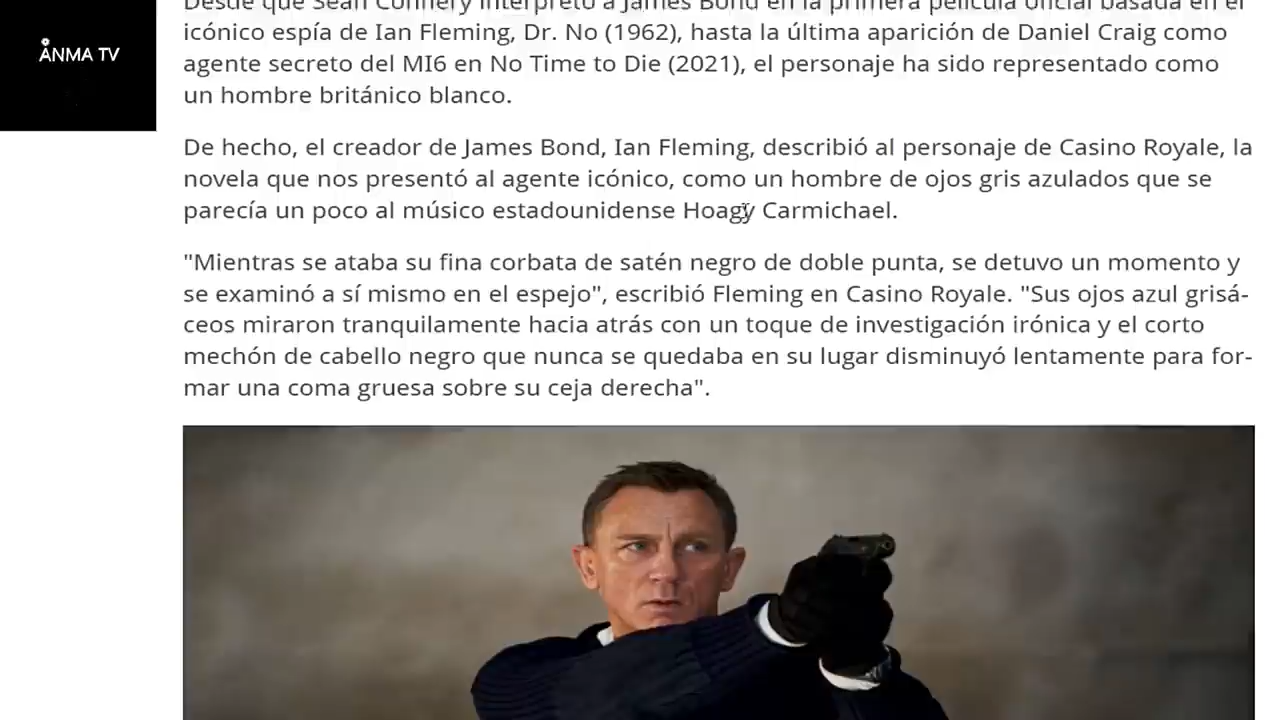 ÅNMA TV
Desde que Sean Connery interpretó a James Bond en la primera película oficial basada en el
icónico espía de Ian Fleming, Dr. No (1962), hasta la última aparición de Daniel Craig como
agente secreto del MI6 en No Time to Die (2021), el personaje ha sido representado como
un hombre británico blanco.
De hecho, el creador de James Bond, Ian Fleming, describió al personaje de Casino Royale, la
novela que nos presentó al agente icónico, como un hombre de ojos gris azulados que se
parecía un poco al músico estadounidense Hoagy Carmichael.
"Mientras se ataba su fina corbata de satén negro de doble punta, se detuvo un momento y
se examinó a sí mismo en el espejo", escribió Fleming en Casino Royale. "Sus ojos azul grisá-
ceos miraron tranquilamente hacia atrás con un toque de investigación irónica y el corto
mechón de cabello negro que nunca se quedaba en su lugar disminuyó lentamente para for-
mar una coma gruesa sobre su ceja derecha".